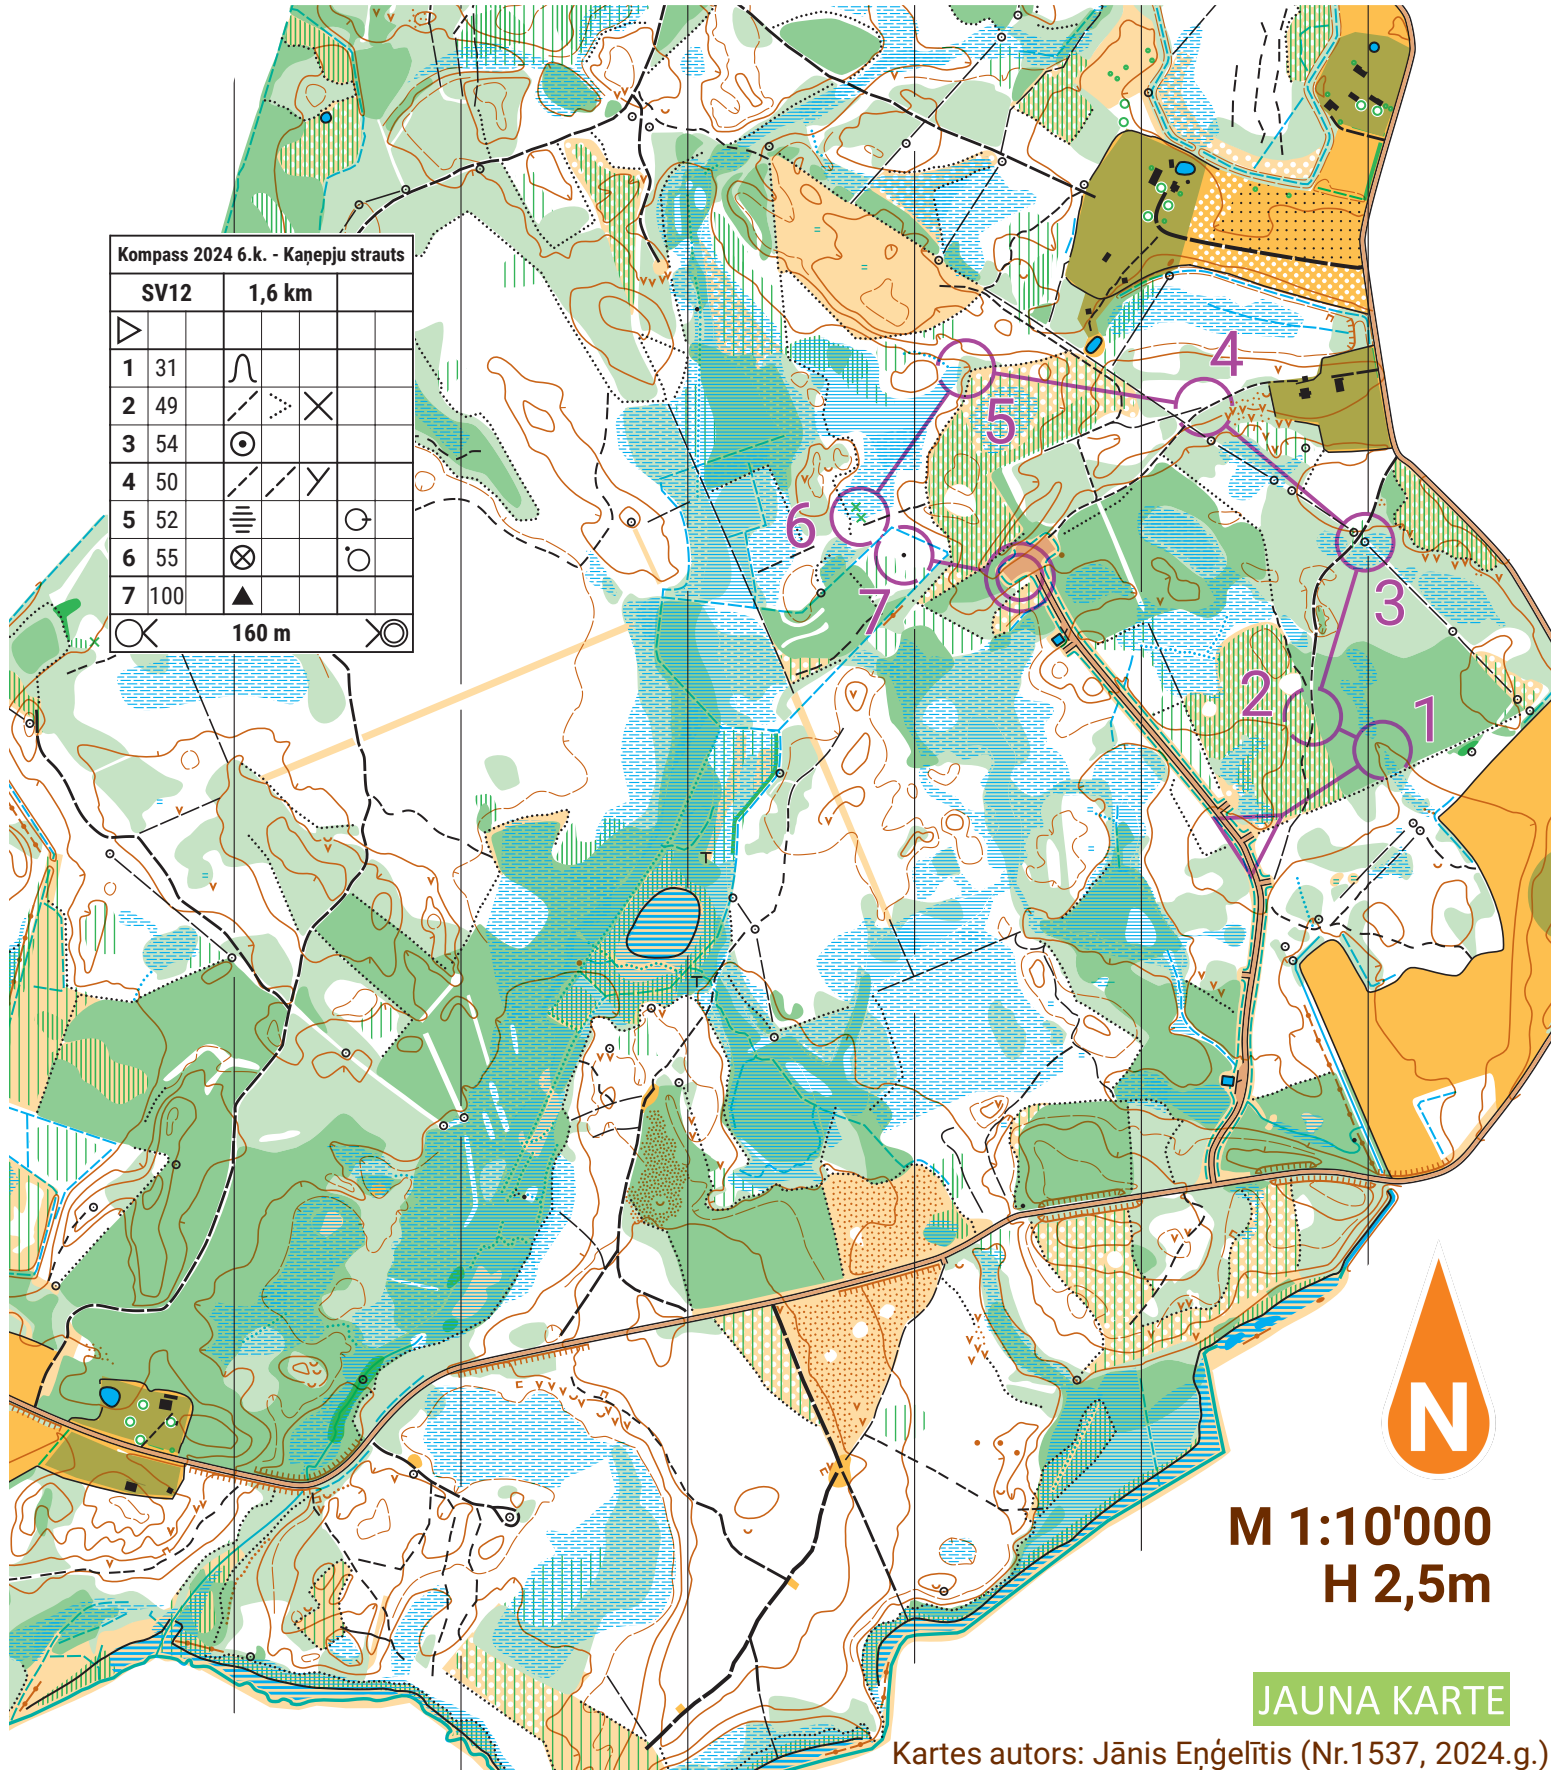 Kompass 2024 6.k. - Kaņepju strauts
SV12 1,6 km
1 31
2 49
3 54
4 50
5 52
6 55
7 100
160 m
4
5
6
7
3
2
1
N
M 1:10'000
H 2,5m
JAUNA KARTE
Kartes autors: Jānis Eņģelītis (Nr.1537, 2024.g.)